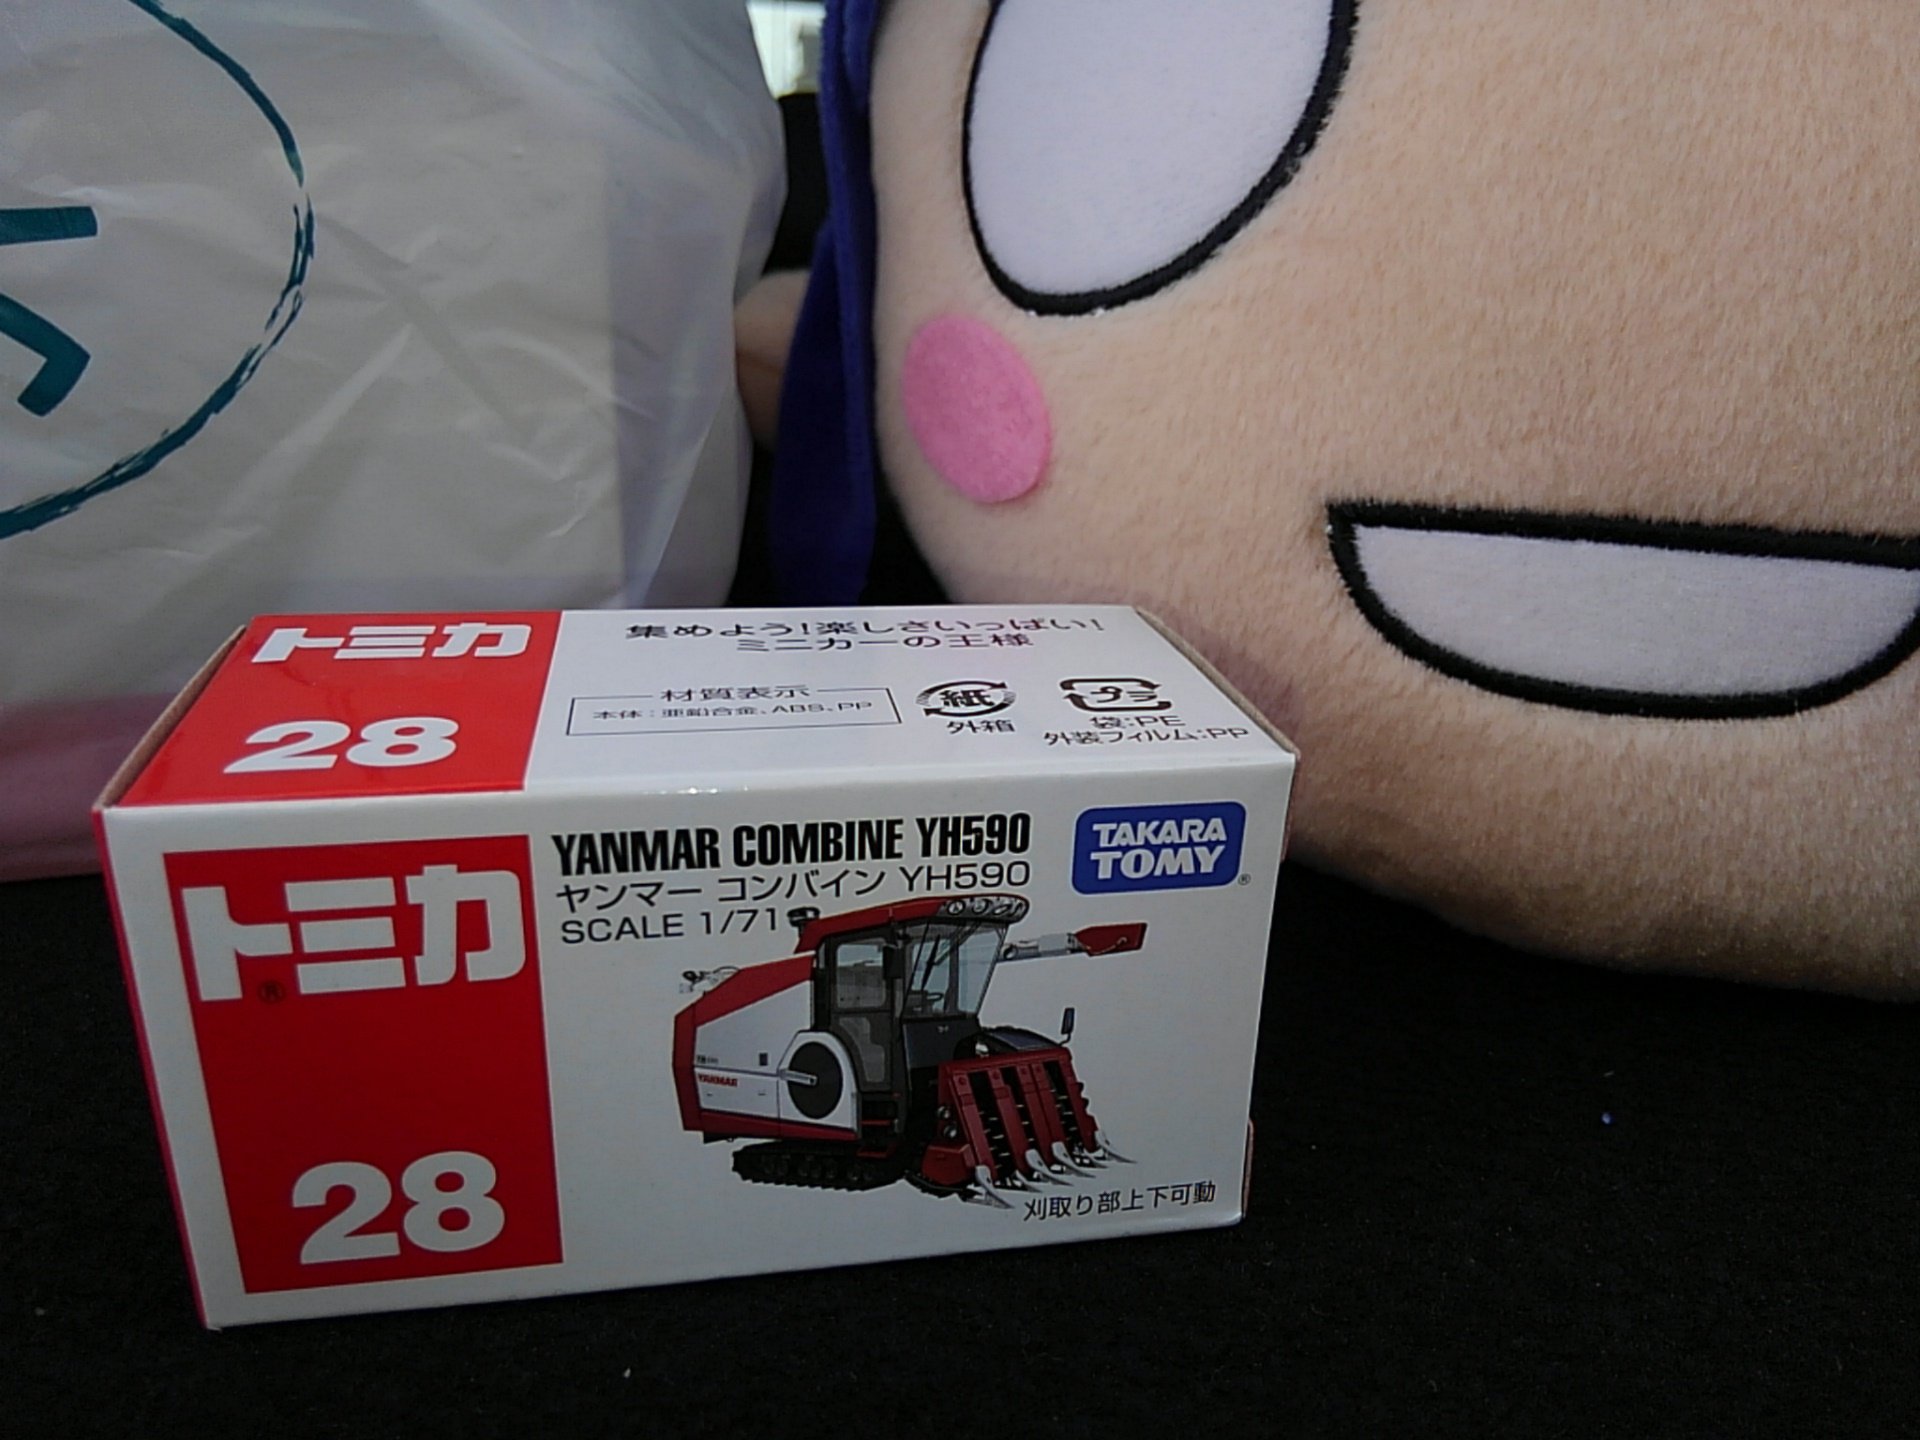 トミカ
28
集めよう!楽しさいっぱい!
ミニカーの王様
材質表示
本体:亜鉛合金、ABS、PP
紙
外箱
プラ
袋:PE
外装フィルム:PP
トミカ
®
28
YANMAR COMBINE YH590
ヤンマー コンバイン YH590
SCALE 1/71
TAKARA
TOMY®
YANMAR
刈取り部上下可動